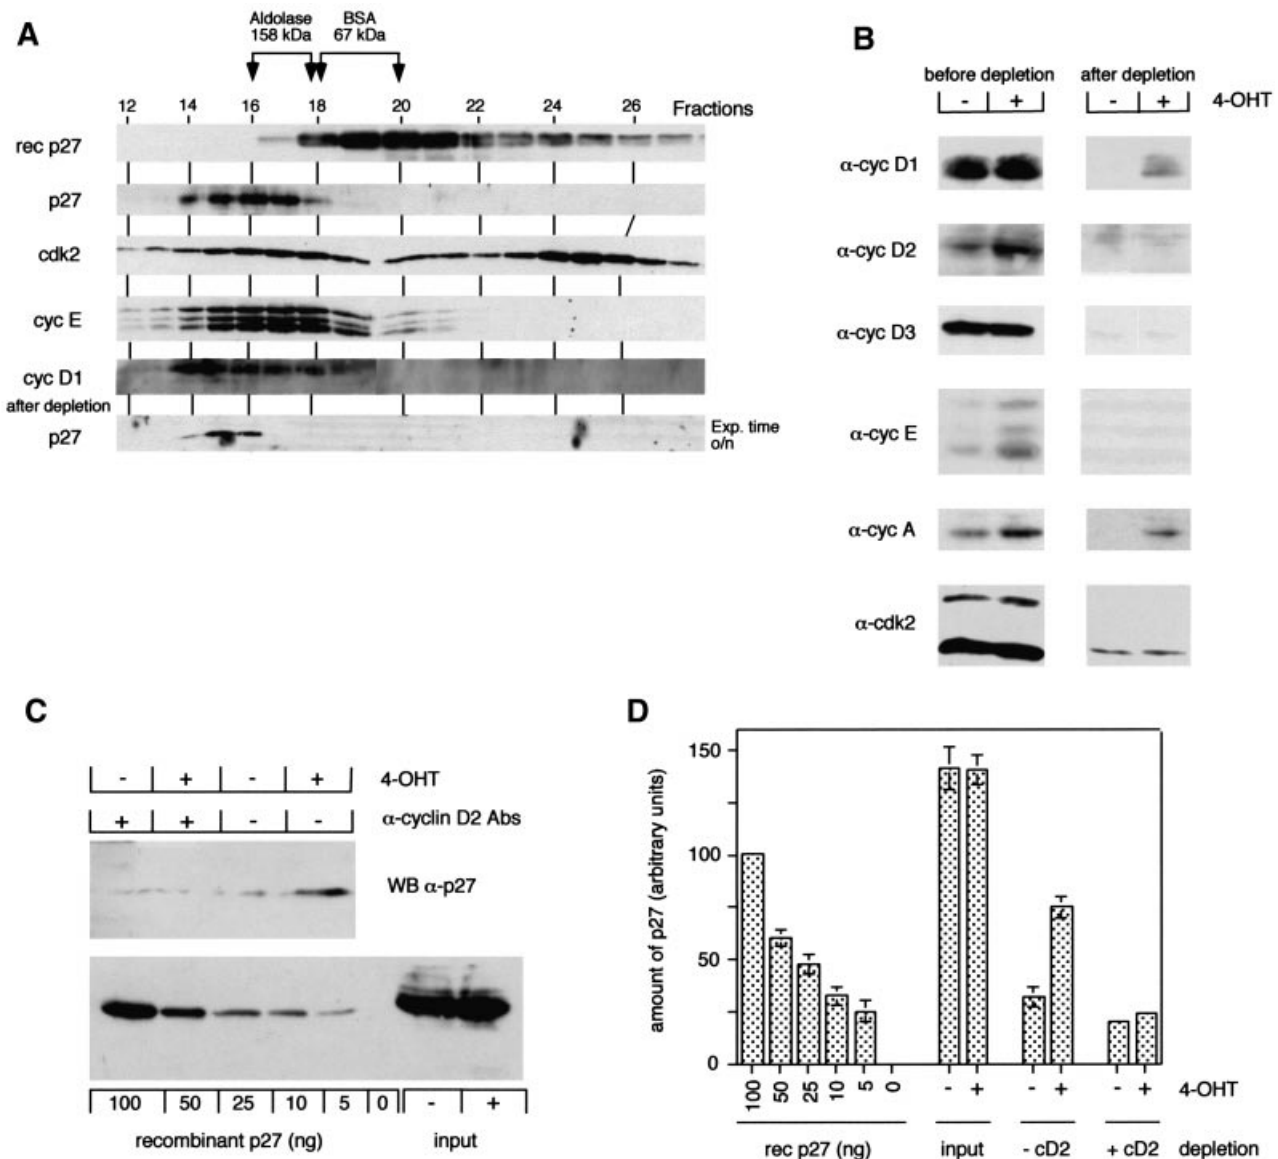 A
Aldolase BSA
158 kDa 67 kDa
12 14 16 18 20 22 24 26 Fractions
rec p27
p27
cdk2
cyc E
cyc D1
after depletion
p27
Exp. time
o/n
B
before depletion after depletion
- + - + 4-OHT
α-cyc D1
α-cyc D2
α-cyc D3
α-cyc E
α-cyc A
α-cdk2
C
- + - + 4-OHT
+ + - - α-cyclin D2 Abs
WB α-p27
100 50 25 10 5 0 - +
recombinant p27 (ng) input
D
amount of p27 (arbitrary units)
150
100
50
0
100 50 25 10 5 0 - + - + - + 4-OHT
rec p27 (ng) input - cD2 + cD2 depletion